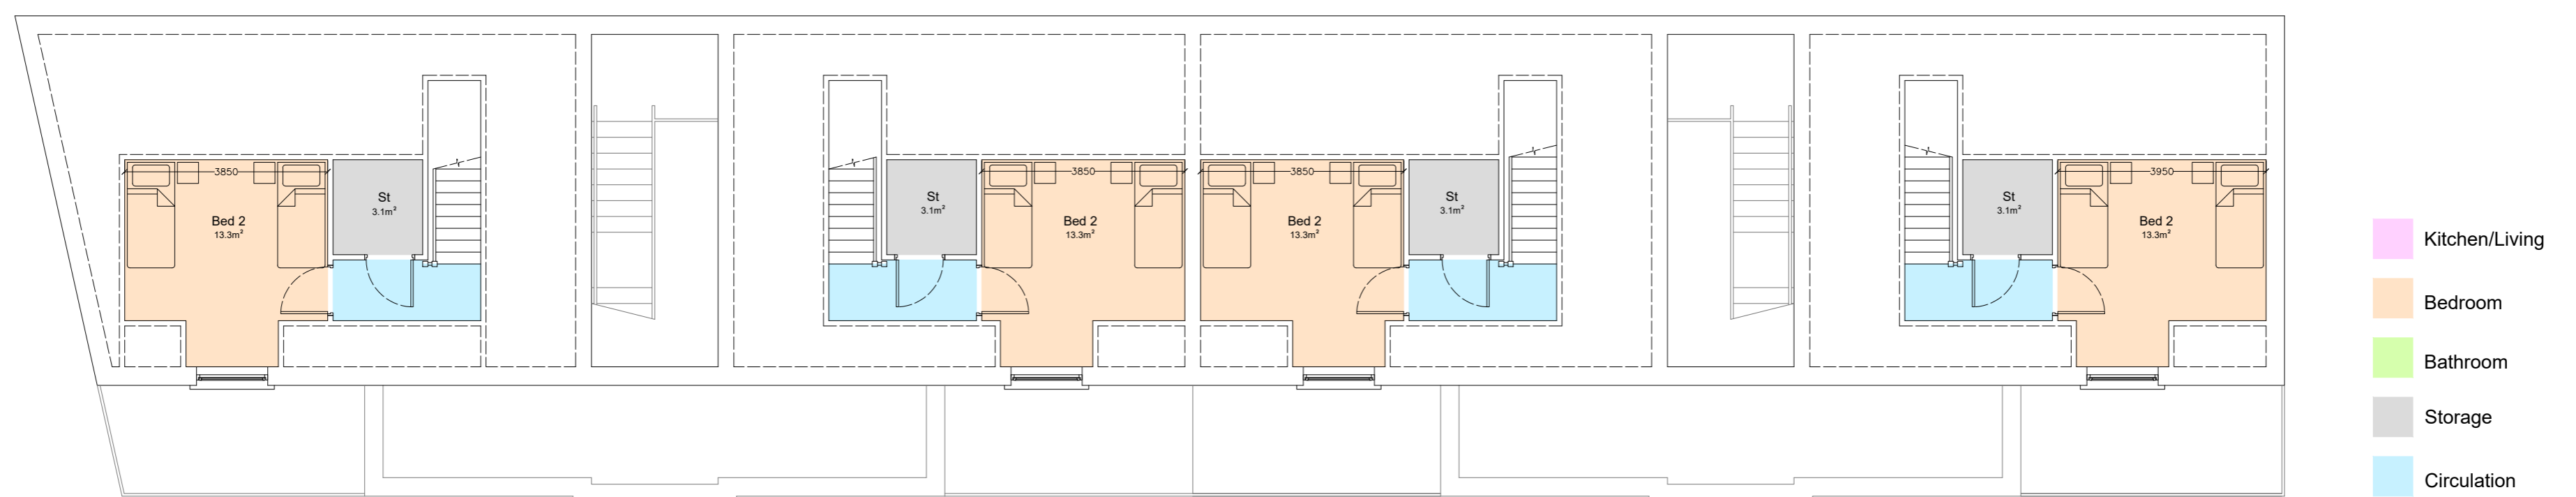 3850
Bed 2
13.3m²
St
3.1m²
St
3.1m²
3850
Bed 2
13.3m²
3850
Bed 2
13.3m²
St
3.1m²
St
3.1m²
3950
Bed 2
13.3m²
Kitchen/Living
Bedroom
Bathroom
Storage
Circulation